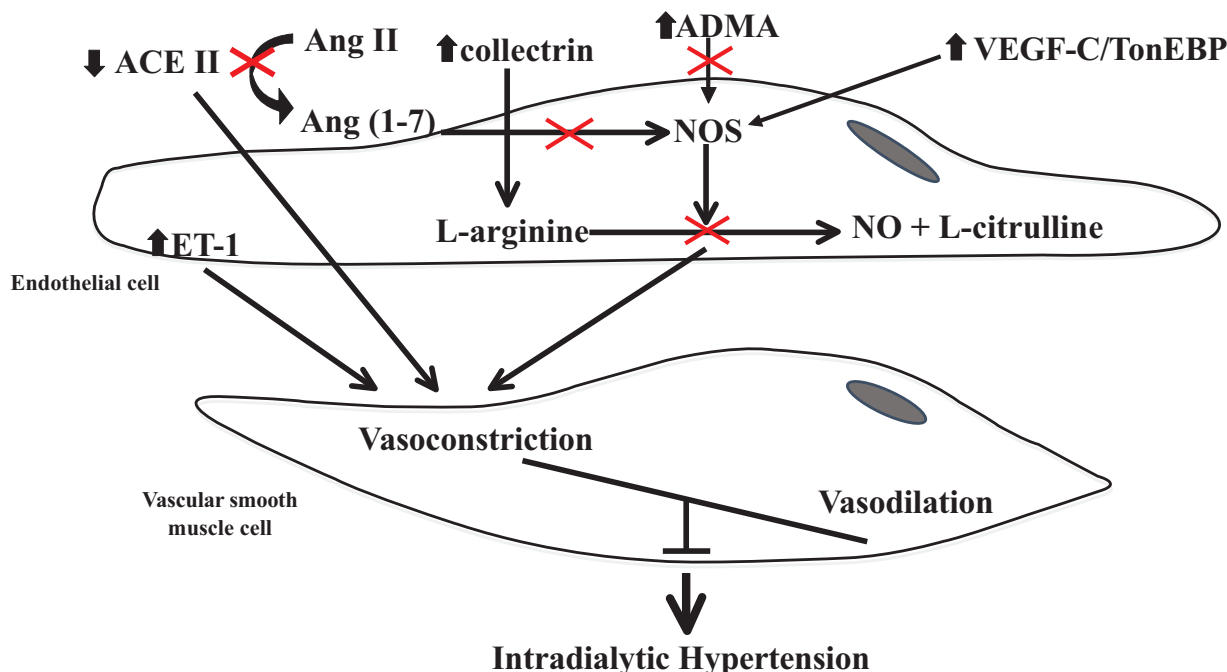 ⬇ ACE II
Ang II
Ang (1-7)
⬆collectrin
⬆ADMA
⬆ VEGF-C/TonEBP
NOS
L-arginine
NO + L-citrulline
⬆ET-1
Endothelial cell
Vasoconstriction
Vasodilation
Vascular smooth
muscle cell
Intradialytic Hypertension